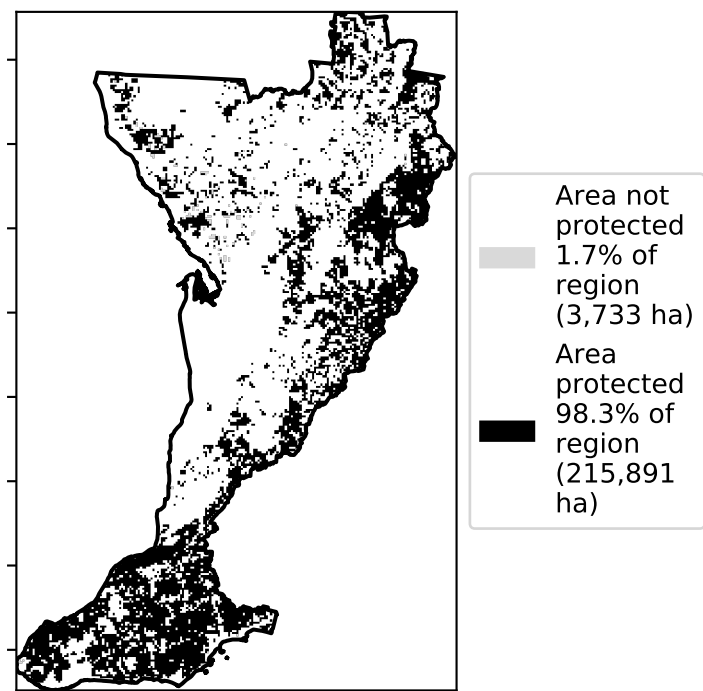 Area not
protected
1.7% of
region
(3,733 ha)
Area
protected
98.3% of
region
(215,891
ha)